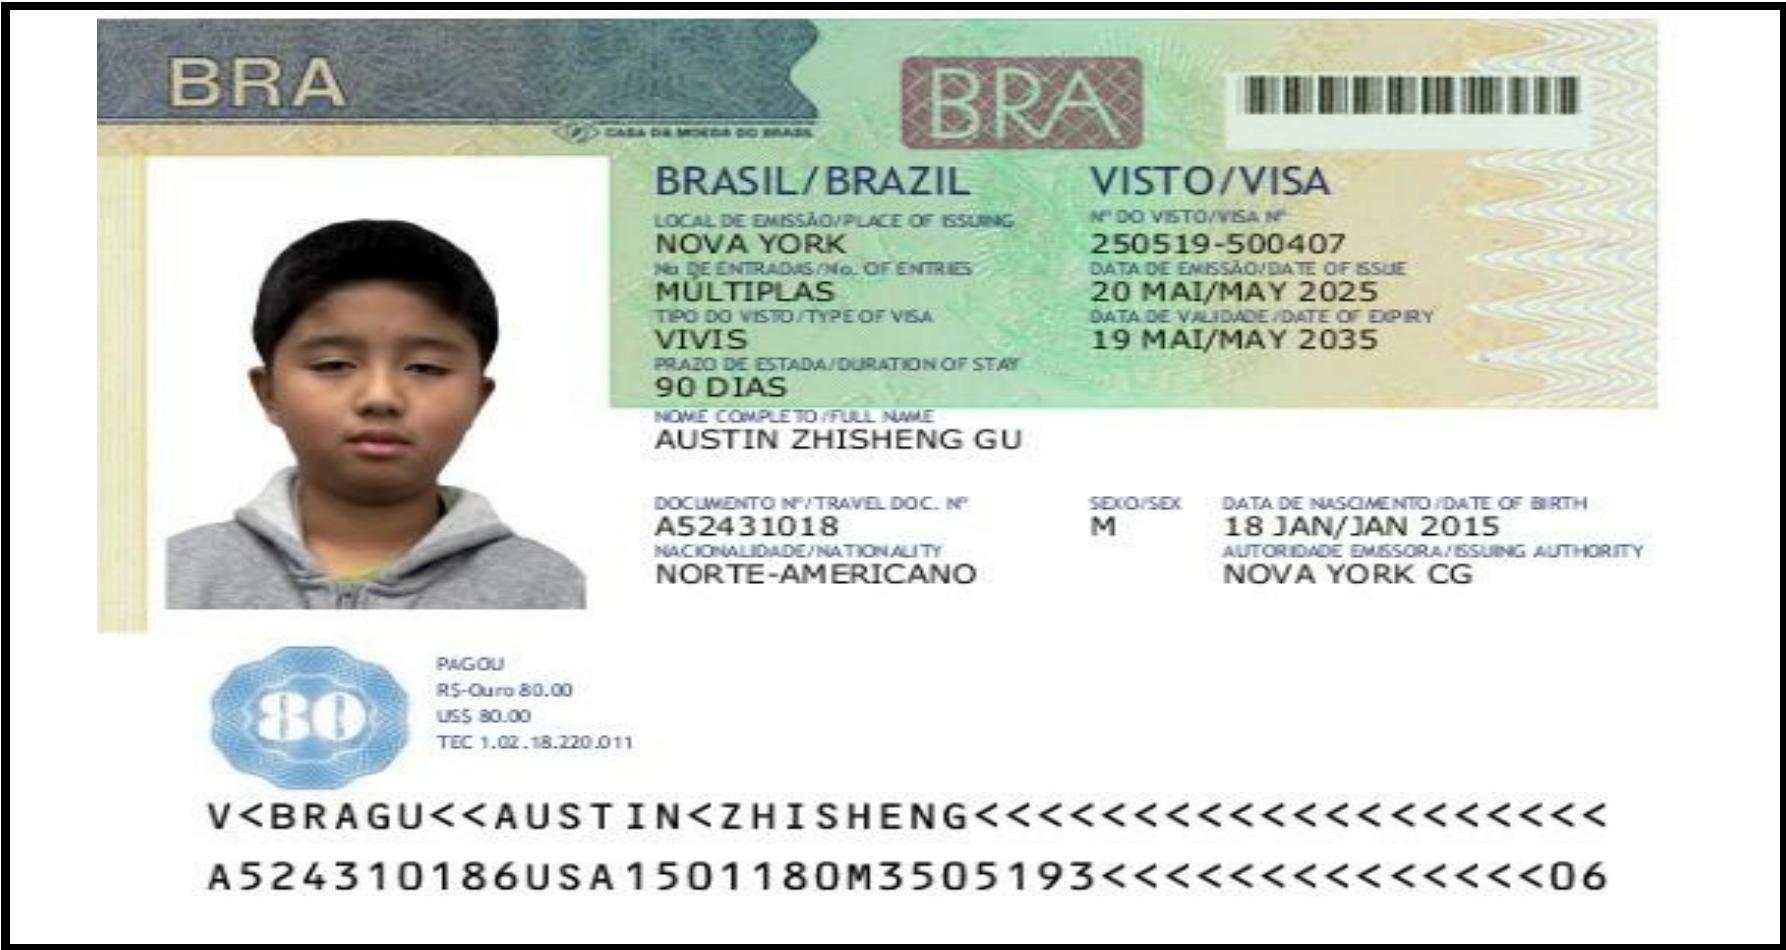 BRA
CASA DA MOEDA DO BRASIL
BRA
BRASIL/BRAZIL
VISTO/VISA
LOCAL DE EMISSÃO/PLACE OF ISSUING
NOVA YORK
Nº DO VISTO/VISA Nº
250519-500407
No DE ENTRADAS/No. OF ENTRIES
MÚLTIPLAS
DATA DE EMISSÃO/DATE OF ISSUE
20 MAI/MAY 2025
TIPO DO VISTO/TYPE OF VISA
VIVIS
DATA DE VALIDADE/DATE OF EXPIRY
19 MAI/MAY 2035
PRAZO DE ESTADA/DURATION OF STAY
90 DIAS
NOME COMPLETO/FULL NAME
AUSTIN ZHISHENG GU
DOCUMENTO Nº/TRAVEL DOC. Nº
A52431018
SEXO/SEX
M
DATA DE NASCIMENTO/DATE OF BIRTH
18 JAN/JAN 2015
NACIONALIDADE/NATIONALITY
NORTE-AMERICANO
AUTORIDADE EMISSORA/ISSUING AUTHORITY
NOVA YORK CG
80
PAGOU
R$-Ouro 80.00
US$ 80.00
TEC 1.02.18.220.011
V<BRAGU<<AUSTIN<ZHISHENG<<<<<<<<<<<<<<<<<<<<
A524310186USA1501180M3505193<<<<<<<<<<<<<<06